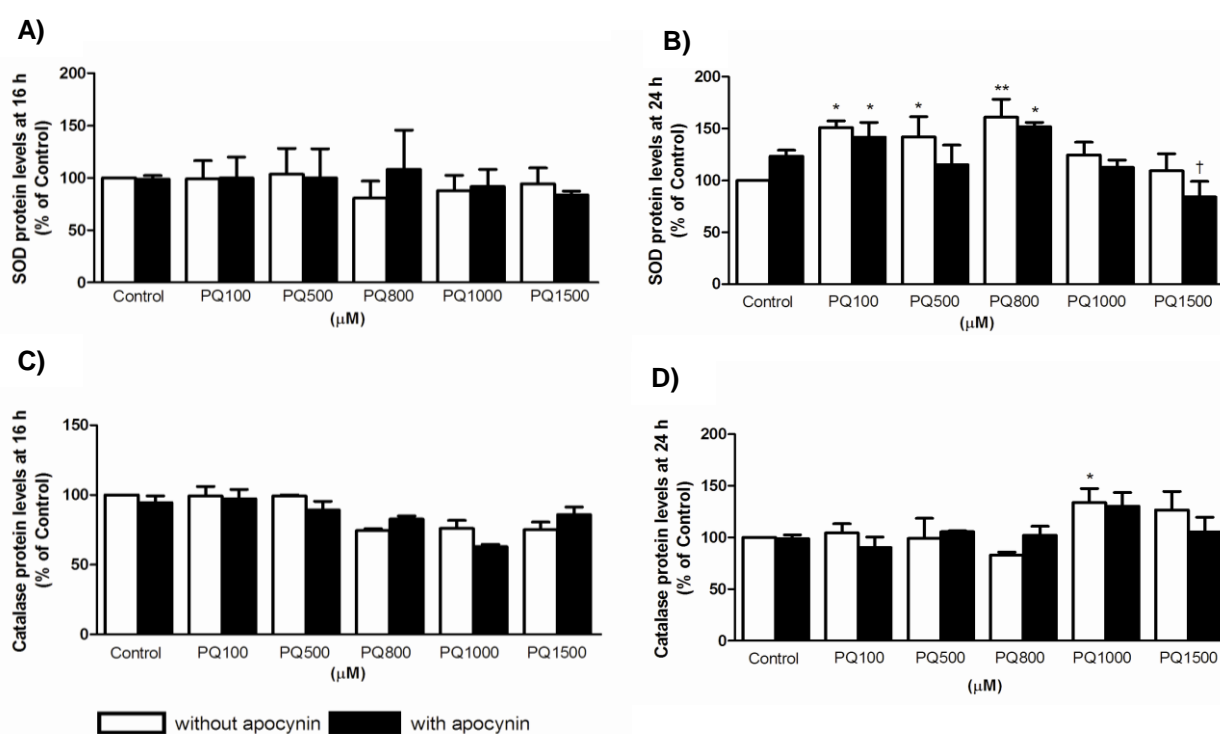 A)
SOD protein levels at 16 h
(% of Control)
200
150
100
50
0
Control PQ100 PQ500 PQ800 PQ1000 PQ1500
(μM)
B)
SOD protein levels at 24 h
(% of Control)
200
150
100
50
0
* * * ** * †
Control PQ100 PQ500 PQ800 PQ1000 PQ1500
(μM)
C)
Catalase protein levels at 16 h
(% of Control)
150
100
50
0
Control PQ100 PQ500 PQ800 PQ1000 PQ1500
(μM)
D)
Catalase protein levels at 24 h
(% of Control)
200
150
100
50
0
*
Control PQ100 PQ500 PQ800 PQ1000 PQ1500
(μM)
without apocynin with apocynin